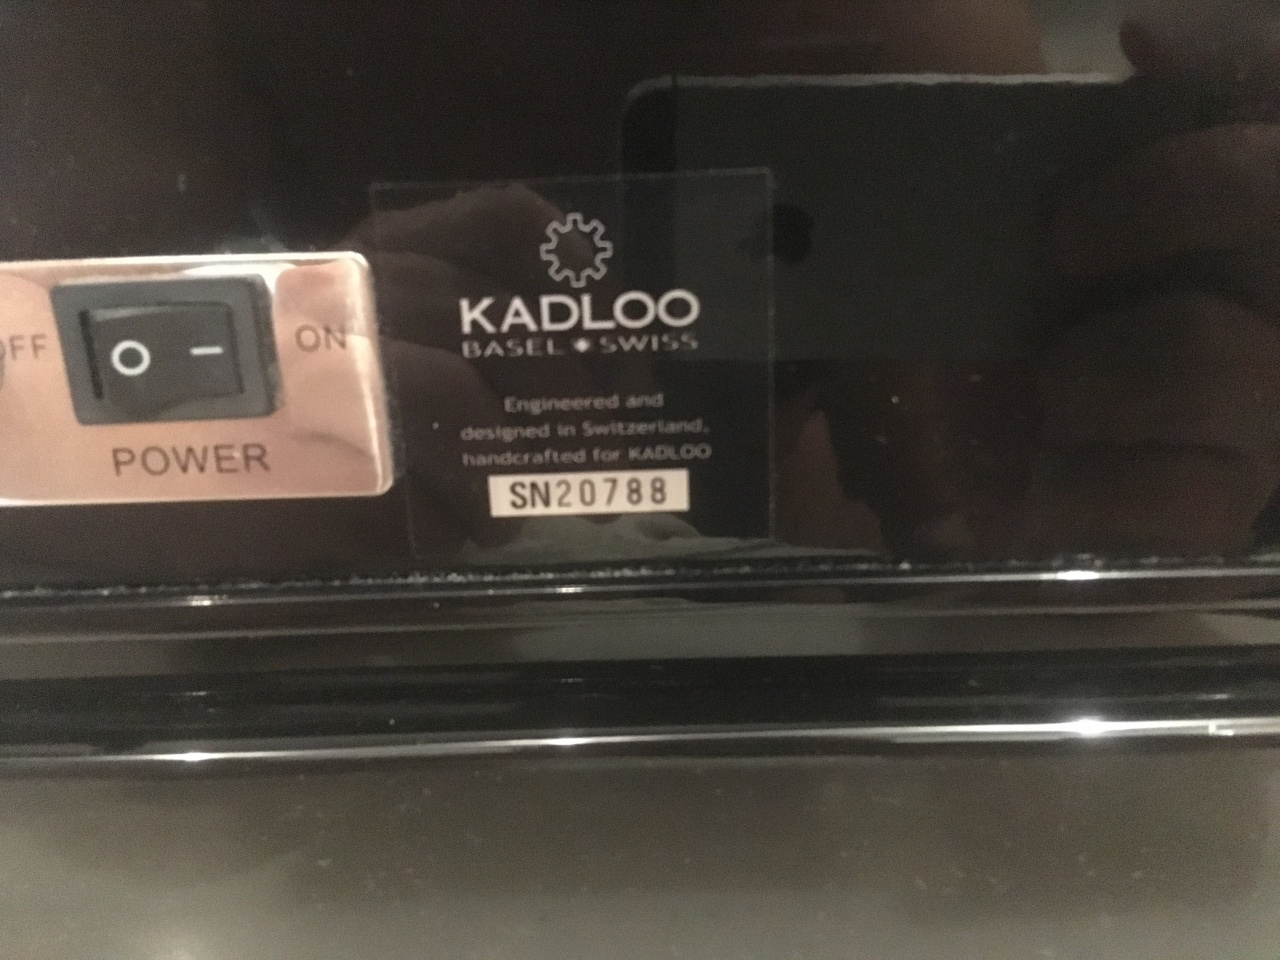 OFF
O
ON
POWER
KADLOO
BASEL SWISS
Engineered and
designed in Switzerland,
handcrafted for KADLOO
SN20788